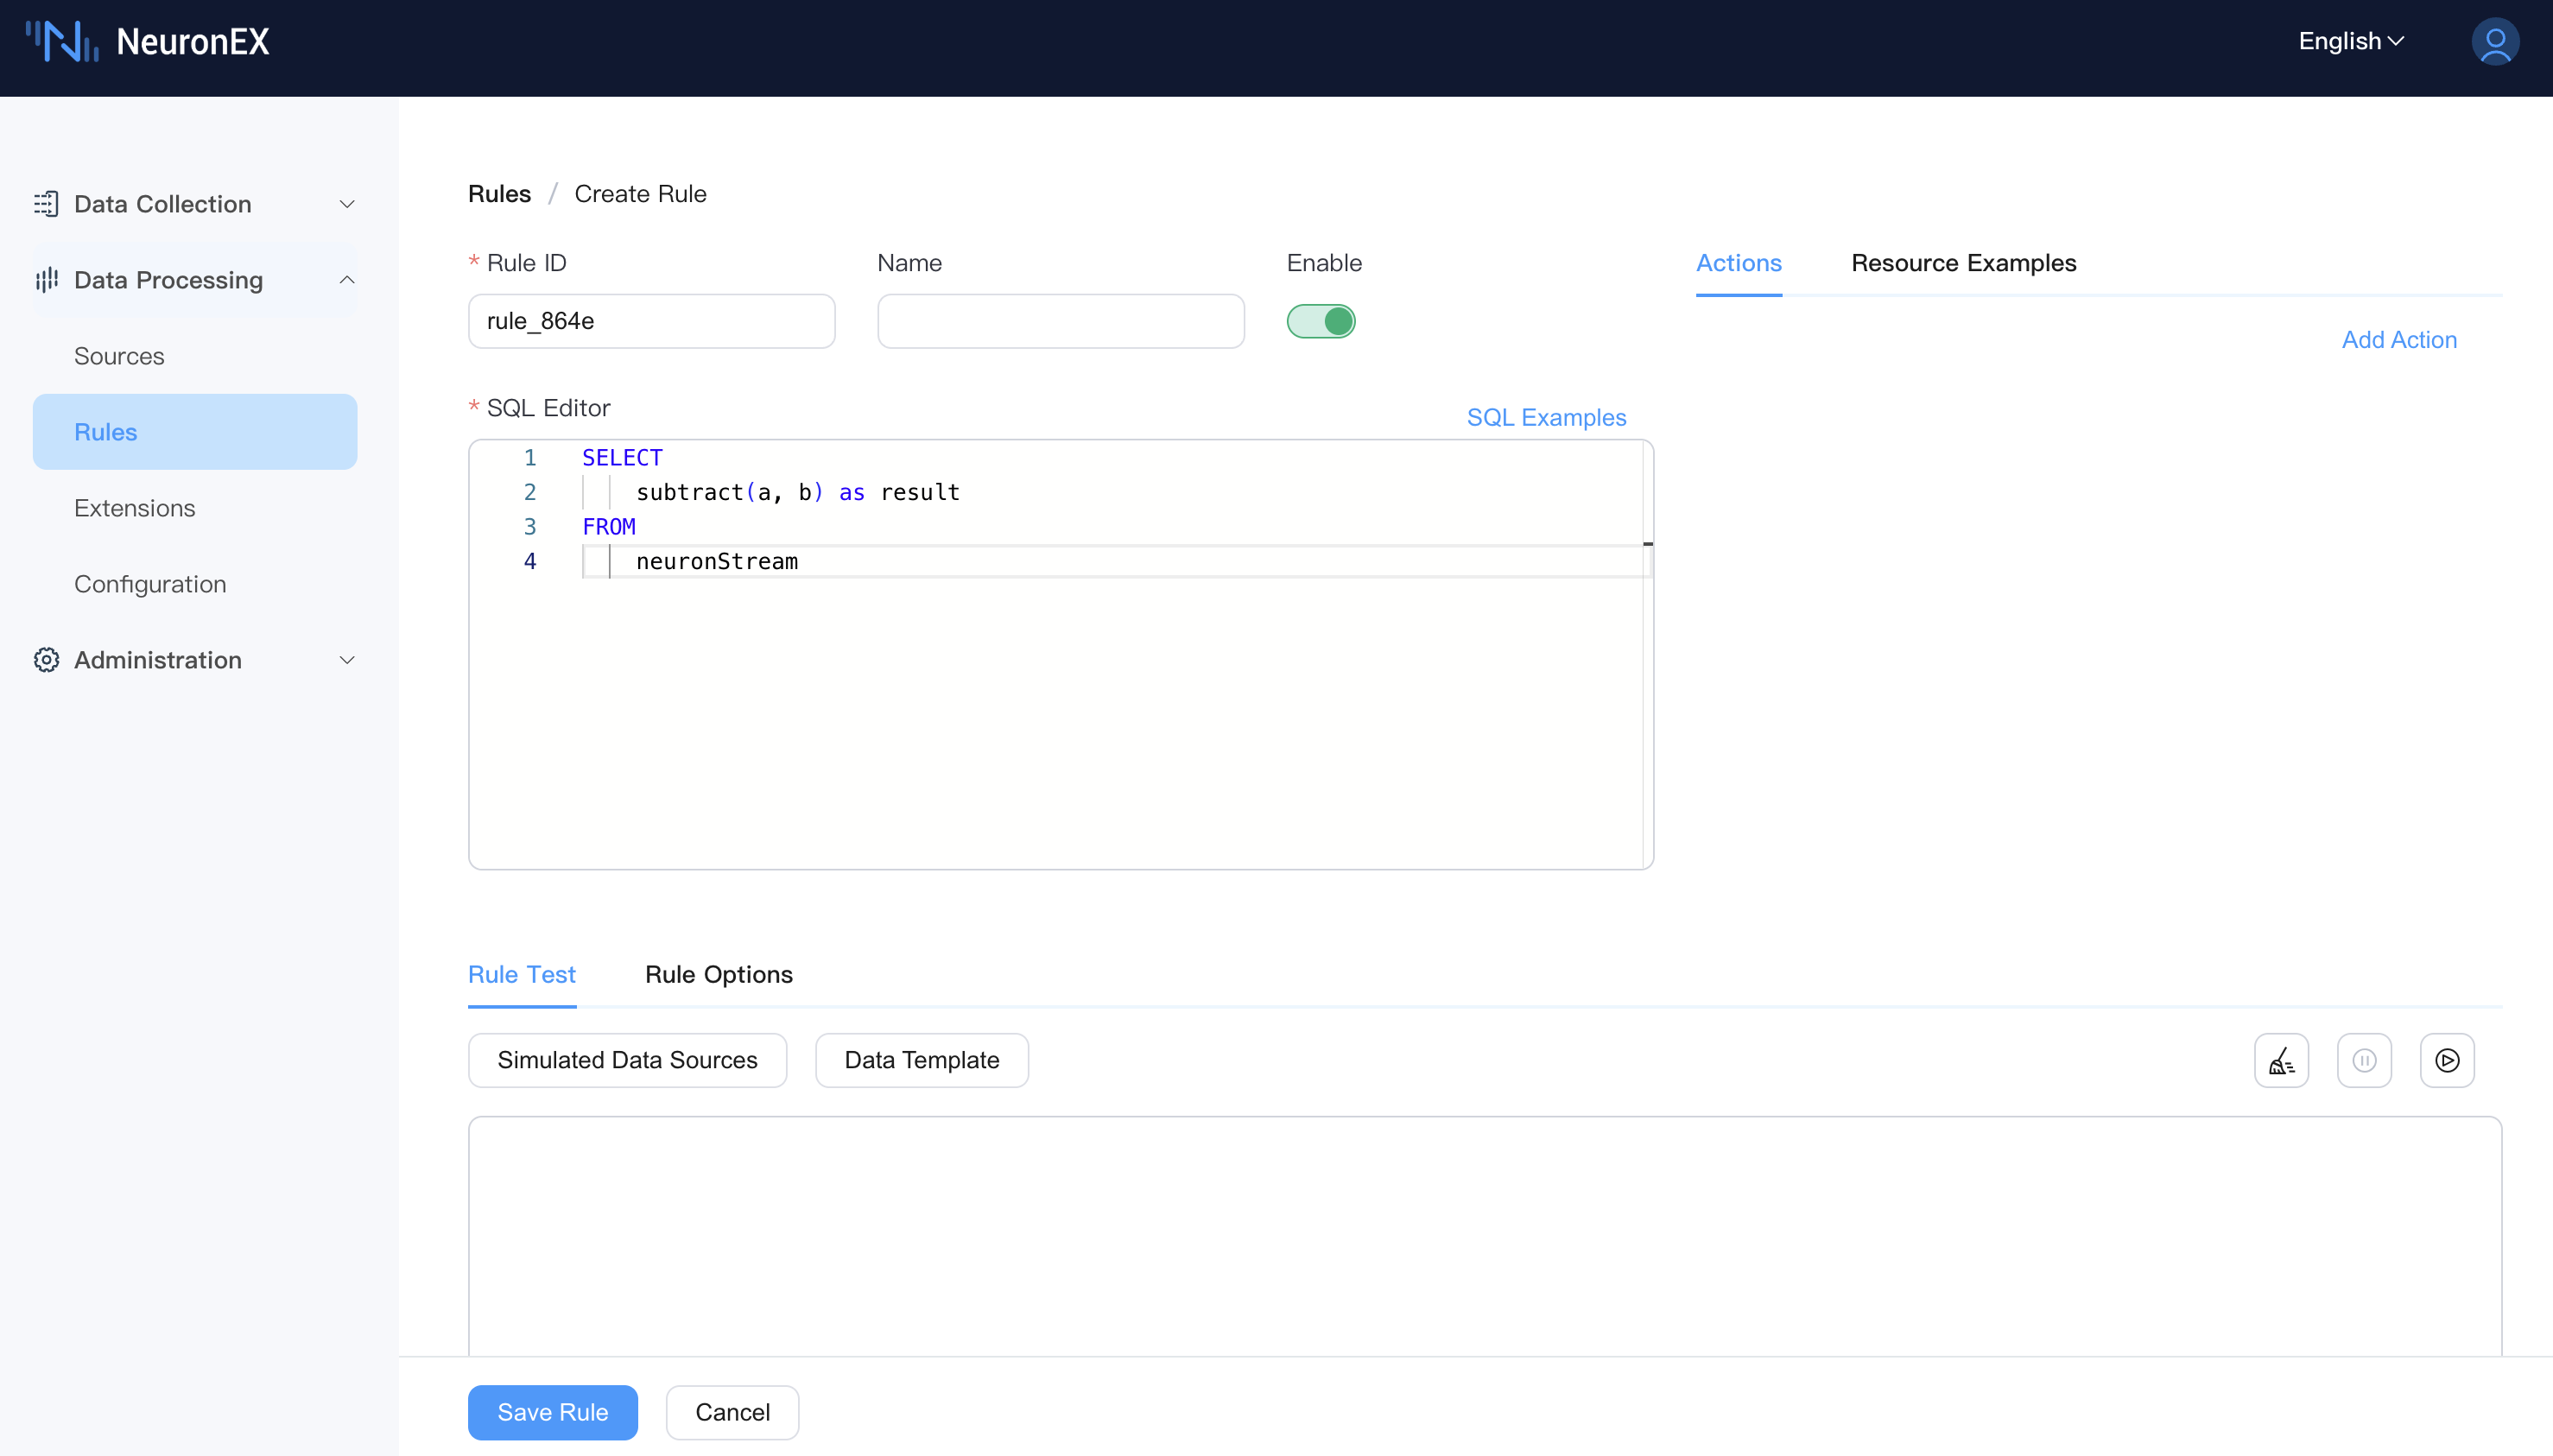 NeuronEX
English
Data Collection
Data Processing
Sources
Rules
Extensions
Configuration
Administration
Rules / Create Rule
* Rule ID
Name
Enable
rule_864e
* SQL Editor
SQL Examples
1 SELECT
2 subtract(a, b) as result
3 FROM
4 neuronStream
Actions
Resource Examples
Add Action
Rule Test
Rule Options
Simulated Data Sources
Data Template
Save Rule
Cancel